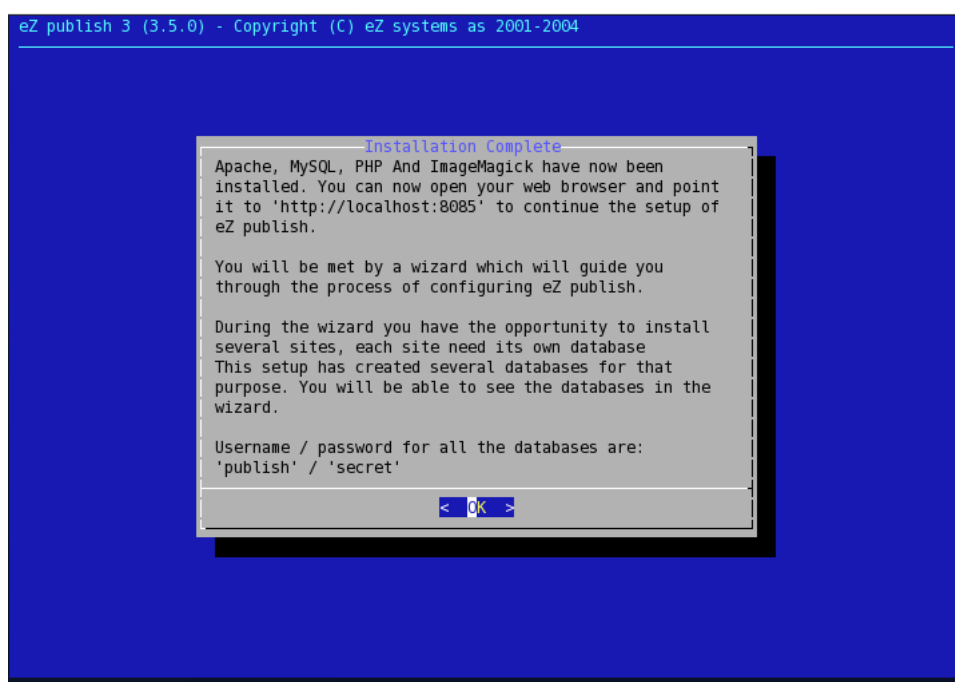 eZ publish 3 (3.5.0) - Copyright (C) eZ systems as 2001-2004
Installation Complete
Apache, MySQL, PHP And ImageMagick have now been
installed. You can now open your web browser and point
it to 'http://localhost:8085' to continue the setup of
eZ publish.
You will be met by a wizard which will guide you
through the process of configuring eZ publish.
During the wizard you have the opportunity to install
several sites, each site need its own database
This setup has created several databases for that
purpose. You will be able to see the databases in the
wizard.
Username / password for all the databases are:
'publish' / 'secret'
< OK >